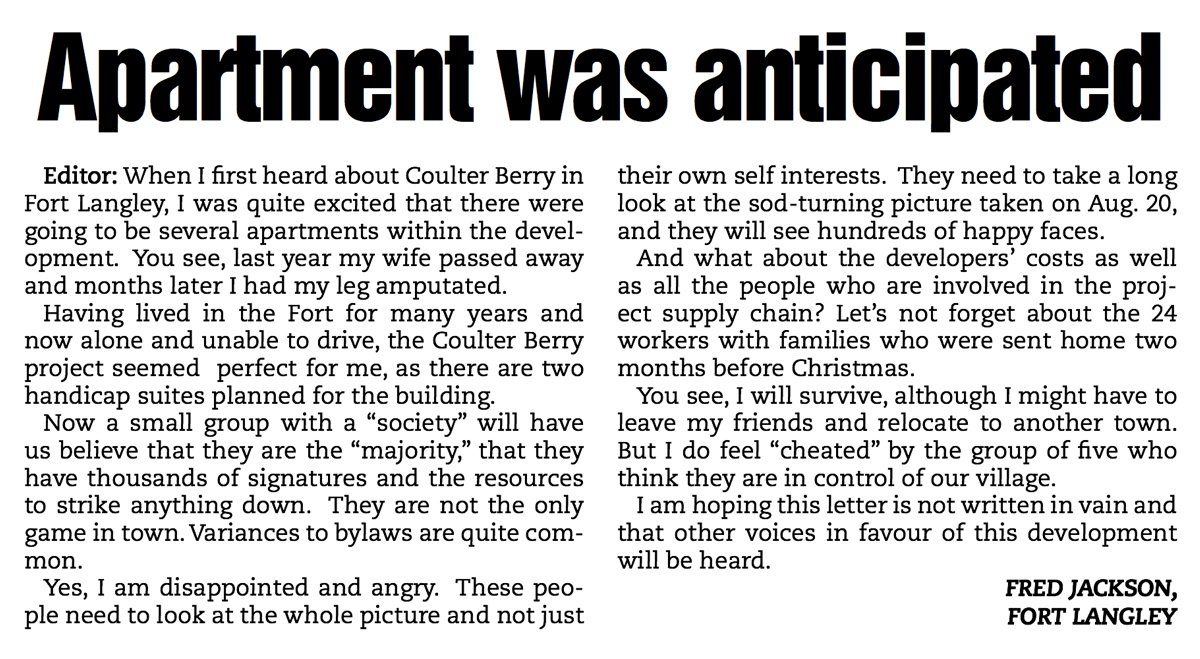 Apartment was anticipated
Editor: When I first heard about Coulter Berry in
Fort Langley, I was quite excited that there were
going to be several apartments within the devel-
opment.  You see, last year my wife passed away
and months later I had my leg amputated.
Having lived in the Fort for many years and
now alone and unable to drive, the Coulter Berry
project seemed  perfect for me, as there are two
handicap suites planned for the building.
Now a small group with a “society” will have
us believe that they are the “majority,” that they
have thousands of signatures and the resources
to strike anything down.  They are not the only
game in town. Variances to bylaws are quite com-
mon.
Yes, I am disappointed and angry.  These peo-
ple need to look at the whole picture and not just
their own self interests.  They need to take a long
look at the sod-turning picture taken on Aug. 20,
and they will see hundreds of happy faces.
And what about the developers’ costs as well
as all the people who are involved in the proj-
ect supply chain? Let’s not forget about the 24
workers with families who were sent home two
months before Christmas.
You see, I will survive, although I might have to
leave my friends and relocate to another town.
But I do feel “cheated” by the group of five who
think they are in control of our village.
I am hoping this letter is not written in vain and
that other voices in favour of this development
will be heard.
FRED JACKSON,
FORT LANGLEY